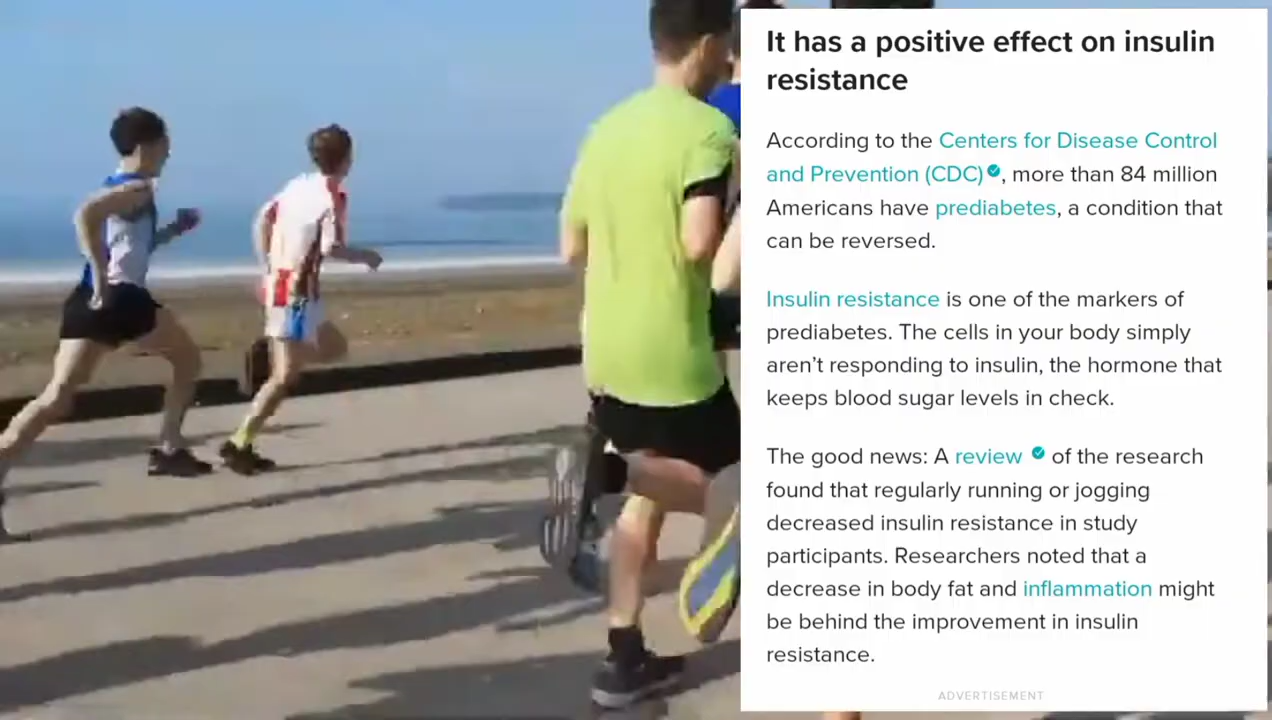 It has a positive effect on insulin
resistance
According to the Centers for Disease Control
and Prevention (CDC), more than 84 million
Americans have prediabetes, a condition that
can be reversed.
Insulin resistance is one of the markers of
prediabetes. The cells in your body simply
aren’t responding to insulin, the hormone that
keeps blood sugar levels in check.
The good news: A review of the research
found that regularly running or jogging
decreased insulin resistance in study
participants. Researchers noted that a
decrease in body fat and inflammation might
be behind the improvement in insulin
resistance.
ADVERTISEMENT